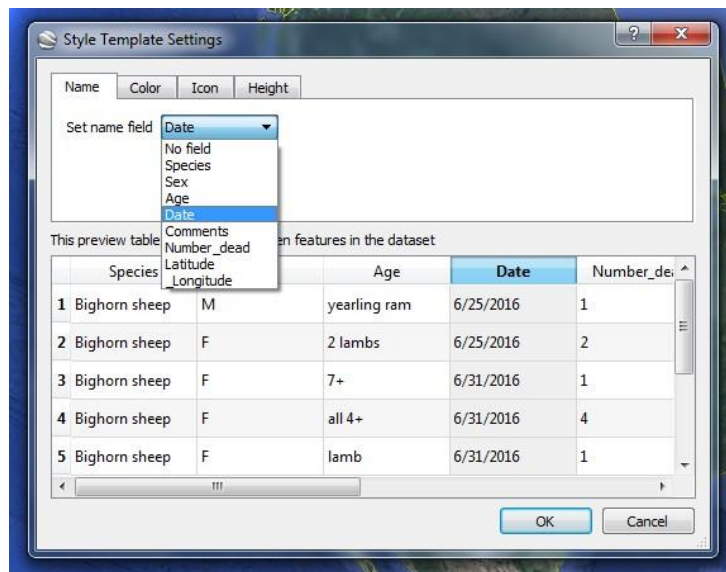 Style Template Settings
Name Color Icon Height
Set name field Date
No field
Species
Sex
Age
Date
Comments
Number_dead
Latitude
_Longitude
This preview table en features in the dataset
Species Age Date Number_dea
1 Bighorn sheep M yearling ram 6/25/2016 1
2 Bighorn sheep F 2 lambs 6/25/2016 2
3 Bighorn sheep F 7+ 6/31/2016 1
4 Bighorn sheep F all 4+ 6/31/2016 4
5 Bighorn sheep F lamb 6/31/2016 1
OK Cancel